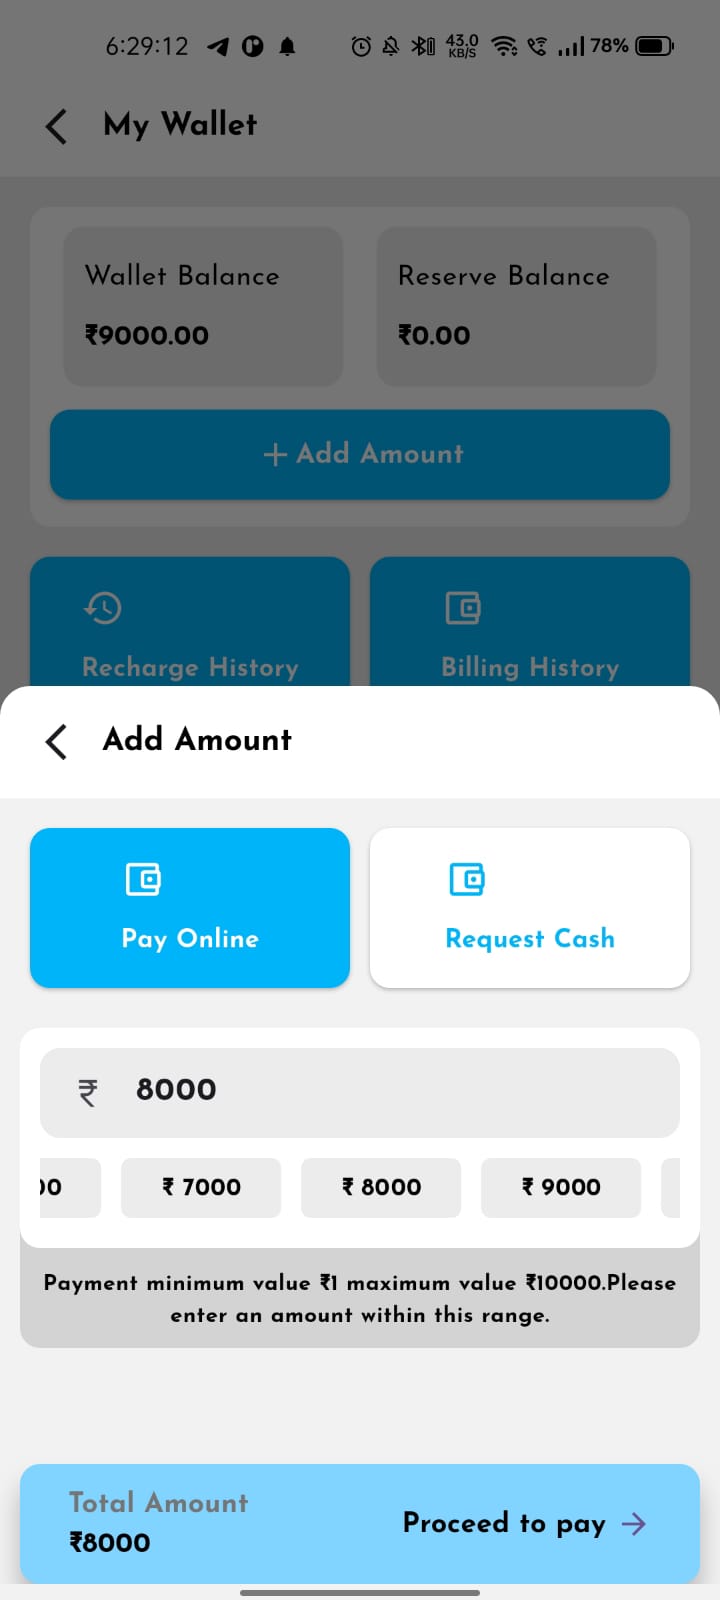 6:29:12 43.0 KB/S 78%
My Wallet
Wallet Balance Reserve Balance
₹9000.00 ₹0.00
+ Add Amount
Recharge History Billing History
Add Amount
Pay Online Request Cash
₹ 8000
₹ 7000 ₹ 8000 ₹ 9000
Payment minimum value ₹1 maximum value ₹10000.Please
enter an amount within this range.
Total Amount
₹8000
Proceed to pay →